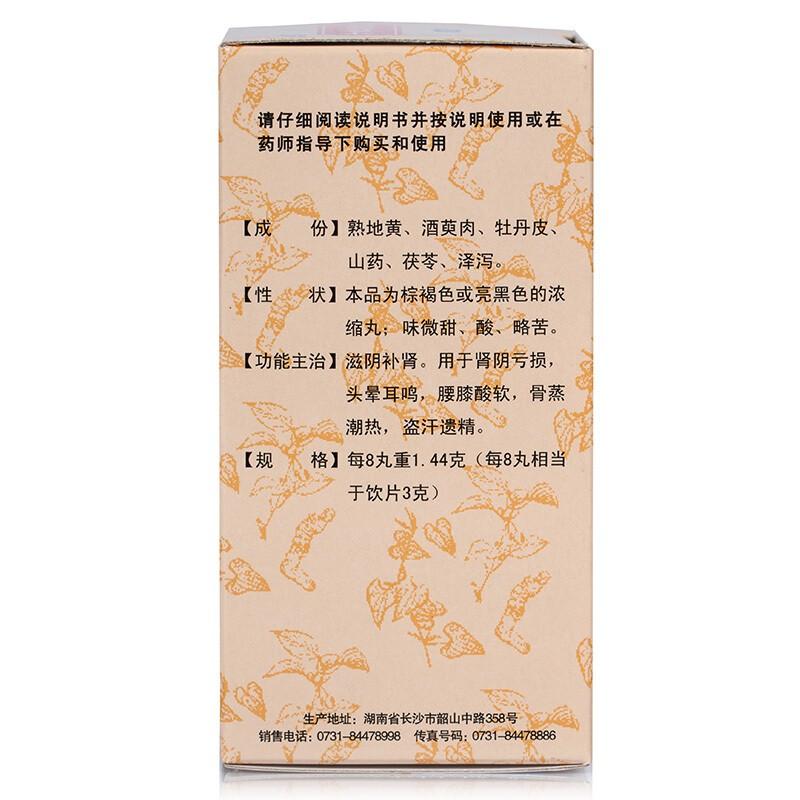 请仔细阅读说明书并按说明使用或在
药师指导下购买和使用
【成 份】熟地黄、酒萸肉、牡丹皮、
山药、茯苓、泽泻。
【性 状】本品为棕褐色或亮黑色的浓
缩丸；味微甜、酸、略苦。
【功能主治】滋阴补肾。用于肾阴亏损，
头晕耳鸣，腰膝酸软，骨蒸
潮热，盗汗遗精。
【规 格】每8丸重1.44克（每8丸相当
于饮片3克）
生产地址：湖南省长沙市韶山中路358号
销售电话：0731-84478998 传真号码：0731-84478886